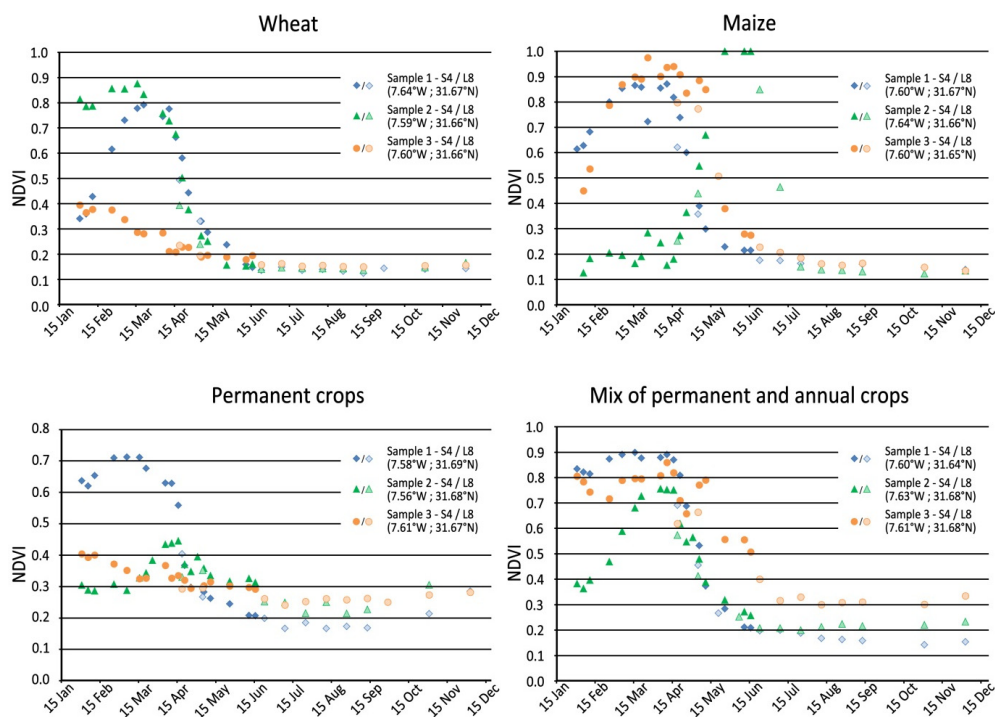 Wheat
NDVI
1.0
0.9
0.8
0.7
0.6
0.5
0.4
0.3
0.2
0.1
0.0
15 Jan
15 Feb
15 Mar
15 Apr
15 May
15 Jun
15 Jul
15 Aug
15 Sep
15 Oct
15 Nov
15 Dec
/ Sample 1 - S4 / L8
(7.64°W ; 31.67°N)
/ Sample 2 - S4 / L8
(7.59°W ; 31.66°N)
/ Sample 3 - S4 / L8
(7.60°W ; 31.66°N)
Maize
NDVI
1.0
0.9
0.8
0.7
0.6
0.5
0.4
0.3
0.2
0.1
0.0
15 Jan
15 Feb
15 Mar
15 Apr
15 May
15 Jun
15 Jul
15 Aug
15 Sep
15 Oct
15 Nov
15 Dec
/ Sample 1 - S4 / L8
(7.60°W ; 31.67°N)
/ Sample 2 - S4 / L8
(7.64°W ; 31.66°N)
/ Sample 3 - S4 / L8
(7.60°W ; 31.65°N)
Permanent crops
NDVI
0.8
0.7
0.6
0.5
0.4
0.3
0.2
0.1
0.0
15 Jan
15 Feb
15 Mar
15 Apr
15 May
15 Jun
15 Jul
15 Aug
15 Sep
15 Oct
15 Nov
15 Dec
/ Sample 1 - S4 / L8
(7.58°W ; 31.69°N)
/ Sample 2 - S4 / L8
(7.56°W ; 31.68°N)
/ Sample 3 - S4 / L8
(7.61°W ; 31.67°N)
Mix of permanent and annual crops
NDVI
1.0
0.9
0.8
0.7
0.6
0.5
0.4
0.3
0.2
0.1
0.0
15 Jan
15 Feb
15 Mar
15 Apr
15 May
15 Jun
15 Jul
15 Aug
15 Sep
15 Oct
15 Nov
15 Dec
/ Sample 1 - S4 / L8
(7.60°W ; 31.64°N)
/ Sample 2 - S4 / L8
(7.63°W ; 31.68°N)
/ Sample 3 - S4 / L8
(7.61°W ; 31.68°N)